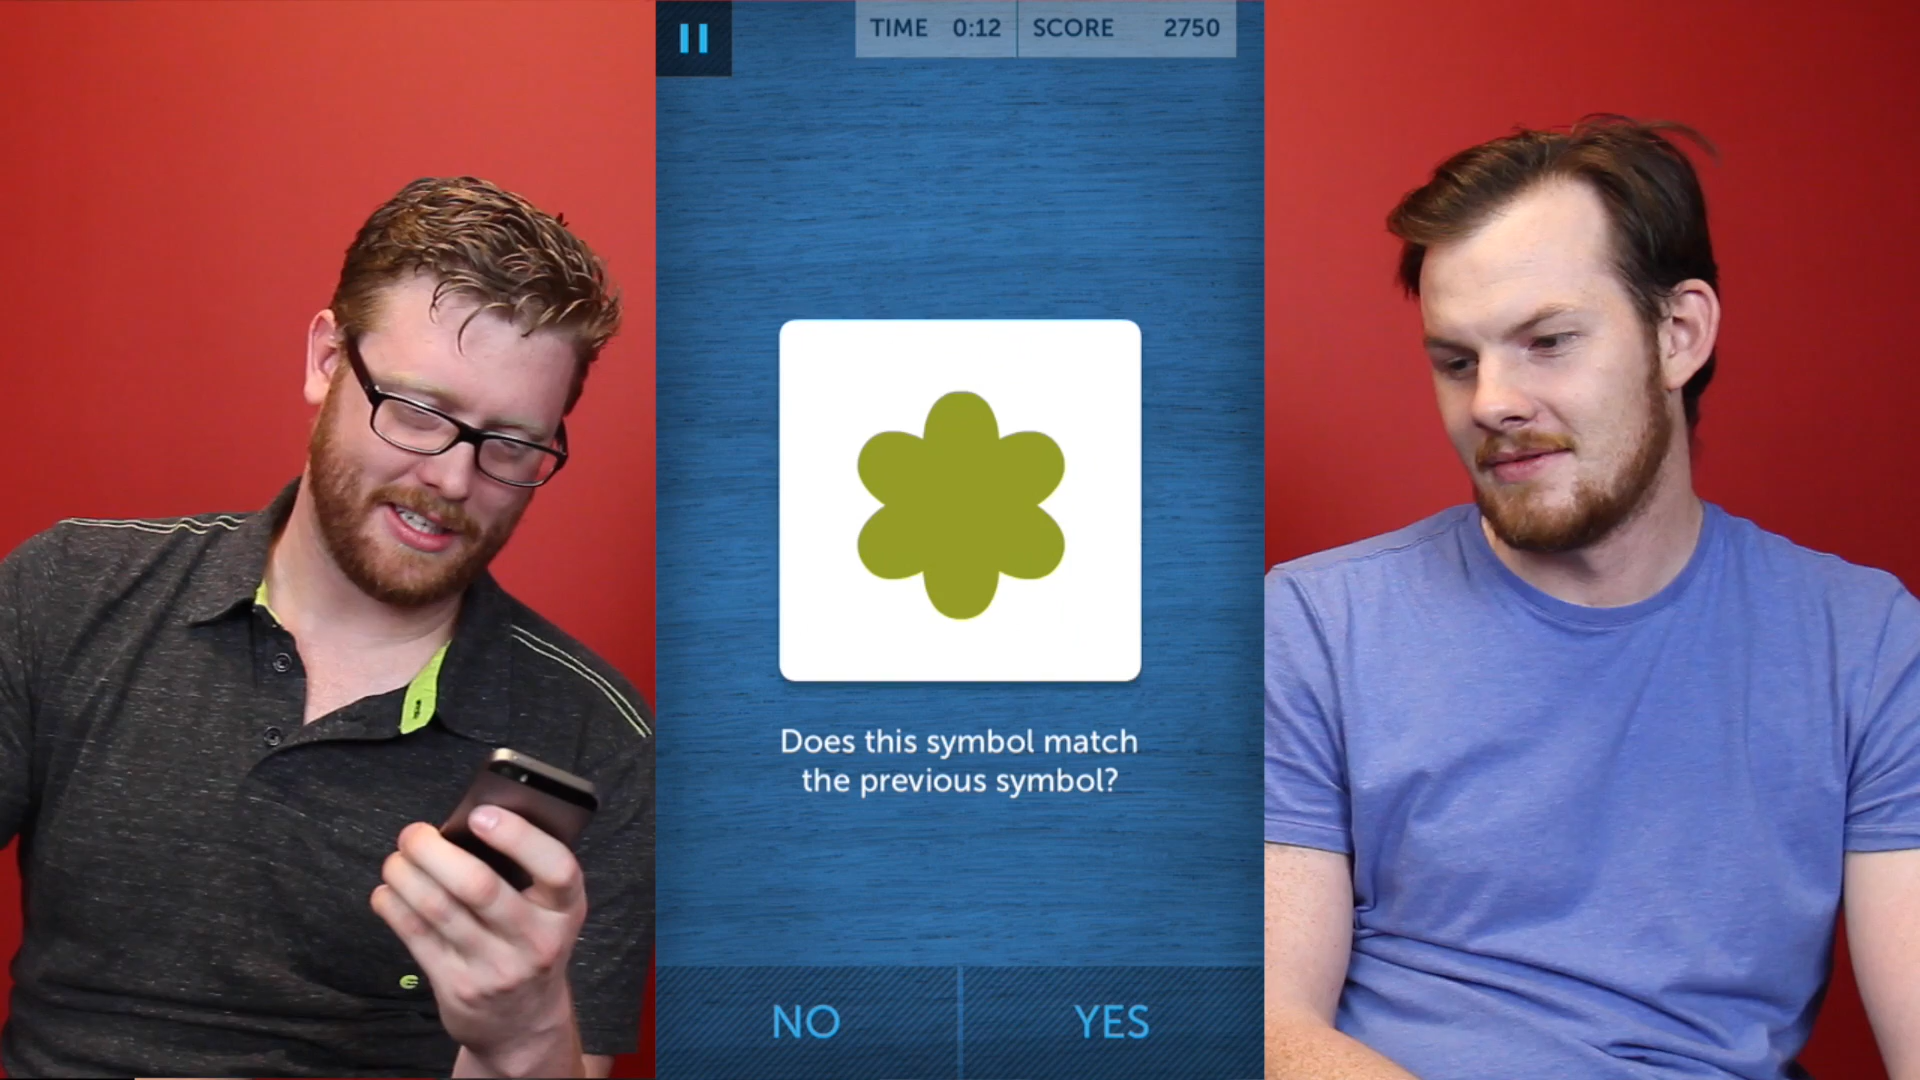 TIME 0:12 SCORE 2750
Does this symbol match
the previous symbol?
NO YES